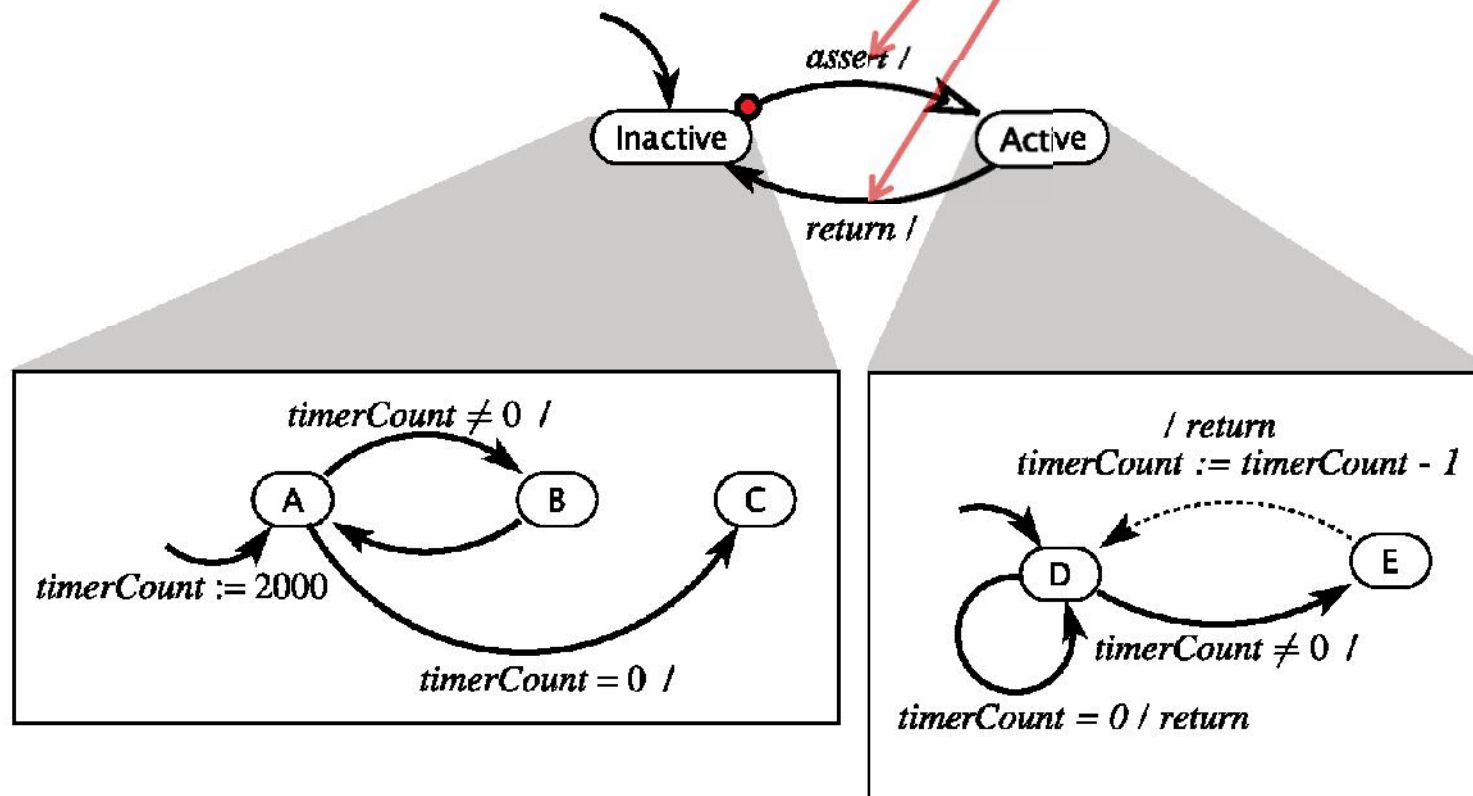 assert /
Inactive
Active
return /
timerCount ≠ 0 /
A
B
C
timerCount := 2000
timerCount = 0 /
/ return
timerCount := timerCount - 1
D
E
timerCount ≠ 0 /
timerCount = 0 / return